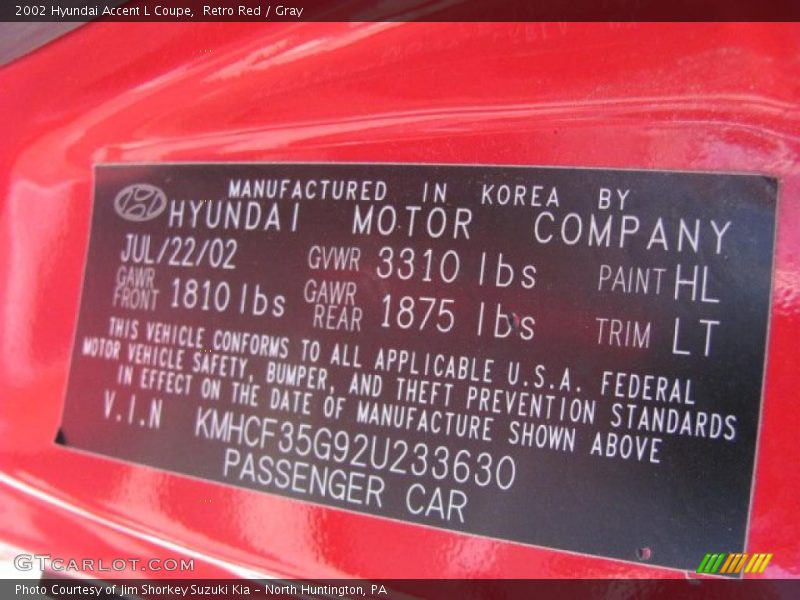 2002 Hyundai Accent L Coupe,  Retro Red / Gray
MANUFACTURED IN KOREA BY
HYUNDAI MOTOR COMPANY
JUL/22/02 GVWR 3310 lbs PAINT HL
GAWR FRONT 1810 lbs GAWR REAR 1875 lbs TRIM LT
THIS VEHICLE CONFORMS TO ALL APPLICABLE U.S.A. FEDERAL
MOTOR VEHICLE SAFETY, BUMPER, AND THEFT PREVENTION STANDARDS
IN EFFECT ON THE DATE OF MANUFACTURE SHOWN ABOVE
V.I.N KMHCF35G92U233630
PASSENGER CAR
GTCARLOT.COM
Photo Courtesy of Jim Shorkey Suzuki Kia – North Huntington, PA